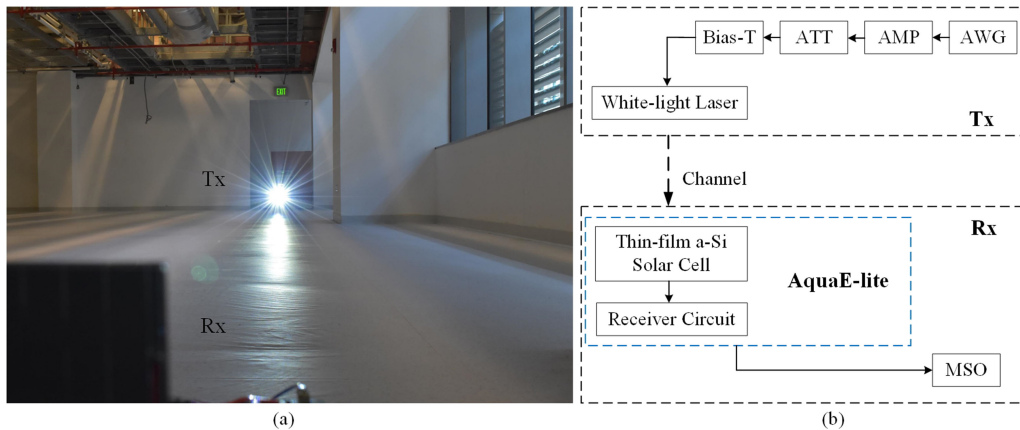 EXIT
Tx
Rx
(a)
Bias-T
ATT
AMP
AWG
White-light Laser
Tx
Channel
Rx
Thin-film a-Si
Solar Cell
AquaE-lite
Receiver Circuit
MSO
(b)